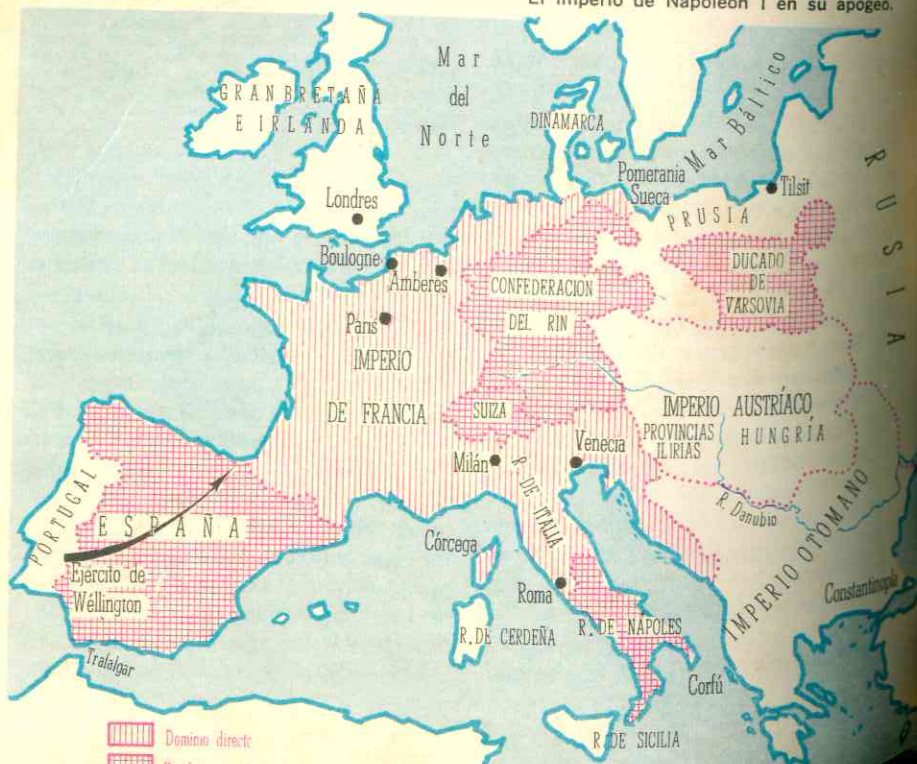 El Imperio de Napoleón I en su apogeo.
Mar
del
Norte
GRAN BRETAÑA
E IRLANDA
DINAMARCA
Mar Báltico
RUSIA
Londres
Pomerania
Sueca
Tilsit
PRUSIA
Boulogne
Amberes
CONFEDERACION
DEL RIN
DUCADO
DE
VARSOVIA
París
IMPERIO
DE FRANCIA
SUIZA
IMPERIO AUSTRÍACO
PROVINCIAS
ILIRIAS
HUNGRÍA
Milán
Venecia
R. DE ITALIA
R. Danubio
PORTUGAL
ESPAÑA
Ejército de
Wéllington
Córcega
Roma
IMPERIO OTOMANO
Constantinopla
R. DE CERDEÑA
R. DE NÁPOLES
Trafalgar
Corfú
R. DE SICILIA
Dominio directo